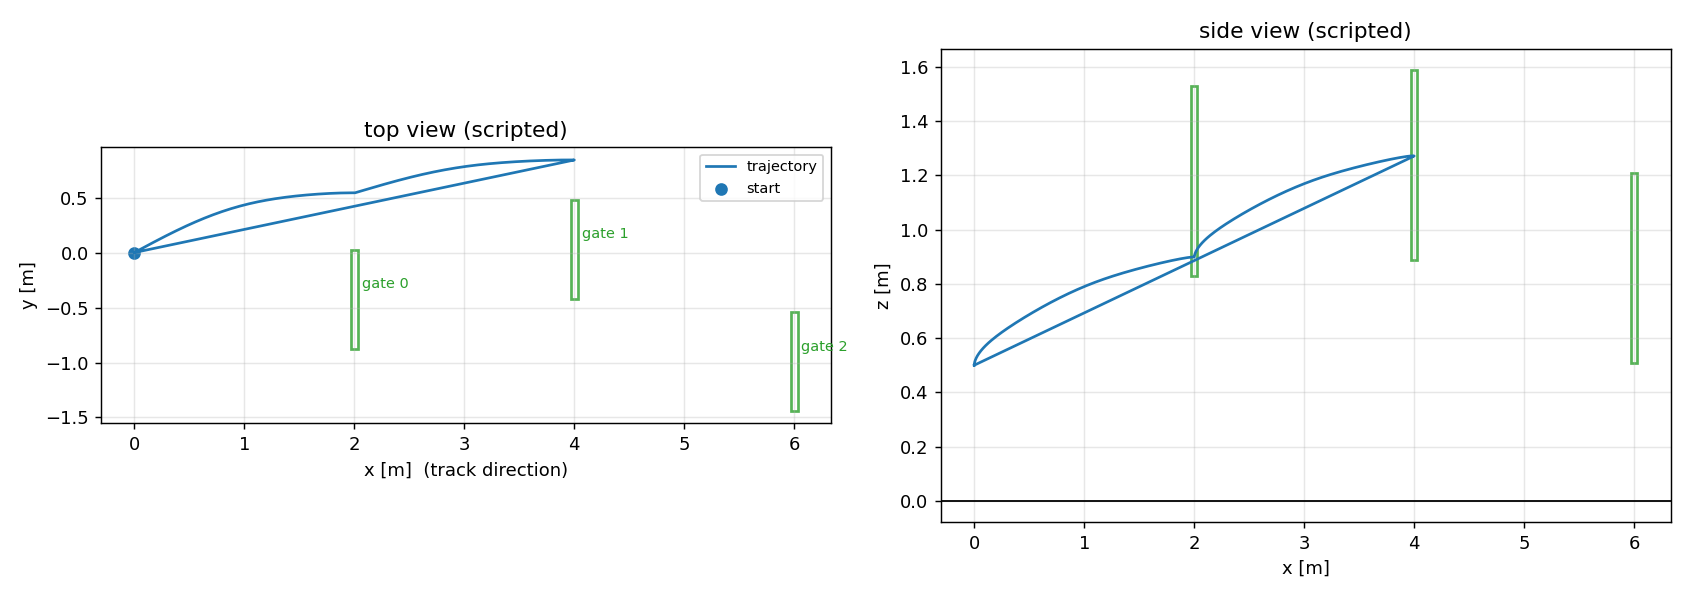 top view (scripted)
trajectory
start
gate 0
gate 1
gate 2
0.5
0.0
−0.5
−1.0
−1.5
y [m]
0 1 2 3 4 5 6
x [m]  (track direction)
side view (scripted)
1.6
1.4
1.2
1.0
0.8
0.6
0.4
0.2
0.0
z [m]
0 1 2 3 4 5 6
x [m]